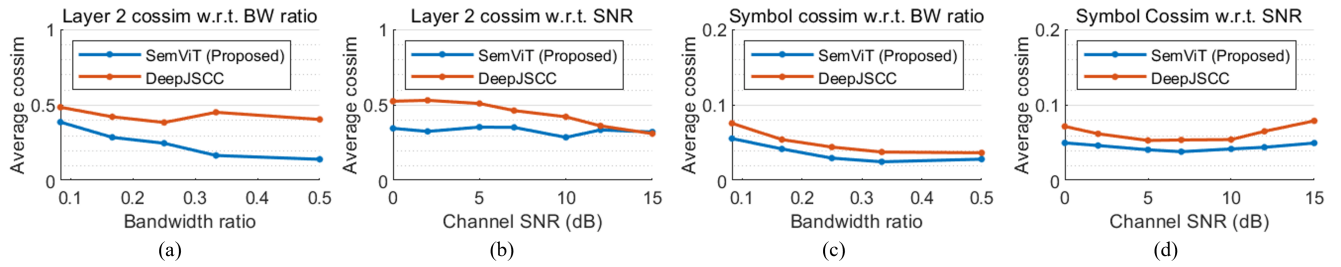 Layer 2 cossim w.r.t. BW ratio
1
0.5
0
Average cossim
SemViT (Proposed)
DeepJSCC
0.1 0.2 0.3 0.4 0.5
Bandwidth ratio
(a)
Layer 2 cossim w.r.t. SNR
1
0.5
0
Average cossim
SemViT (Proposed)
DeepJSCC
0 5 10 15
Channel SNR (dB)
(b)
Symbol cossim w.r.t. BW ratio
0.2
0.1
0
Average cossim
SemViT (Proposed)
DeepJSCC
0.1 0.2 0.3 0.4 0.5
Bandwidth ratio
(c)
Symbol Cossim w.r.t. SNR
0.2
0.1
0
Average cossim
SemViT (Proposed)
DeepJSCC
0 5 10 15
Channel SNR (dB)
(d)